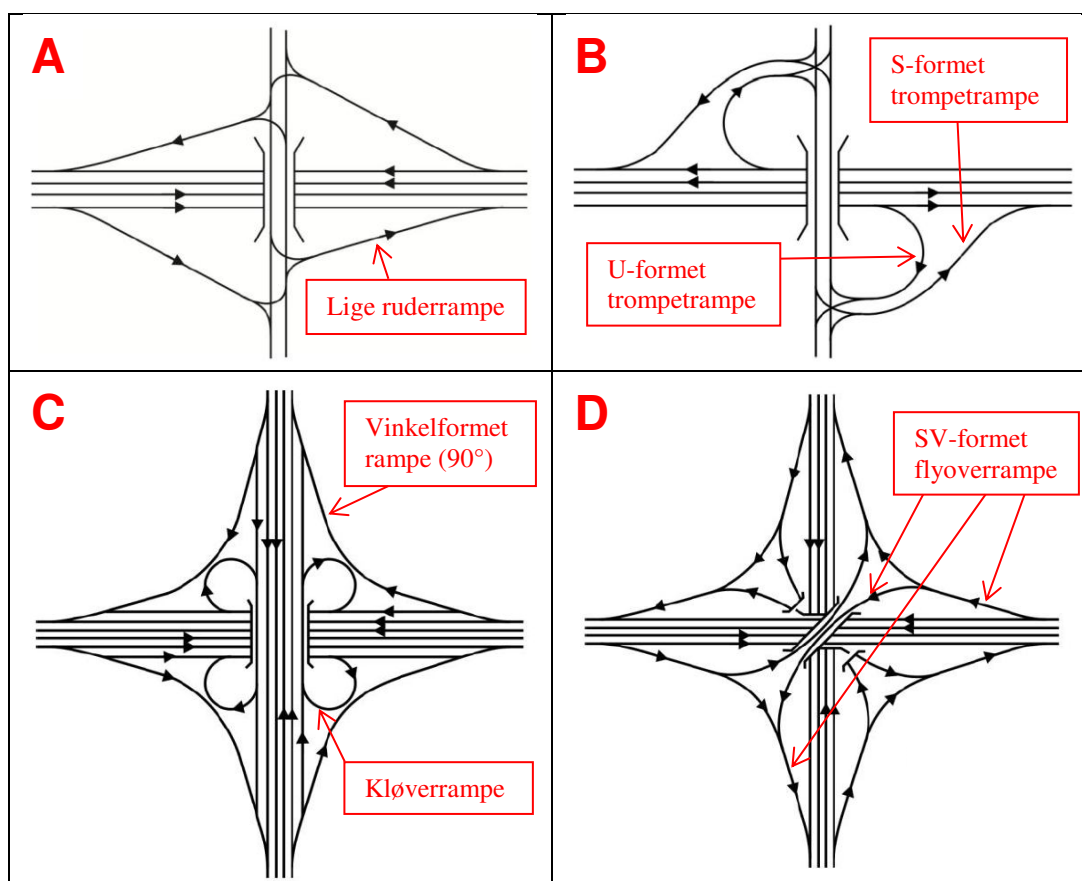 A
Lige ruderrampe
B
S-formet
trompetrampe
U-formet
trompetrampe
C
Vinkelformet
rampe (90°)
Kløverrampe
D
SV-formet
flyoverrampe